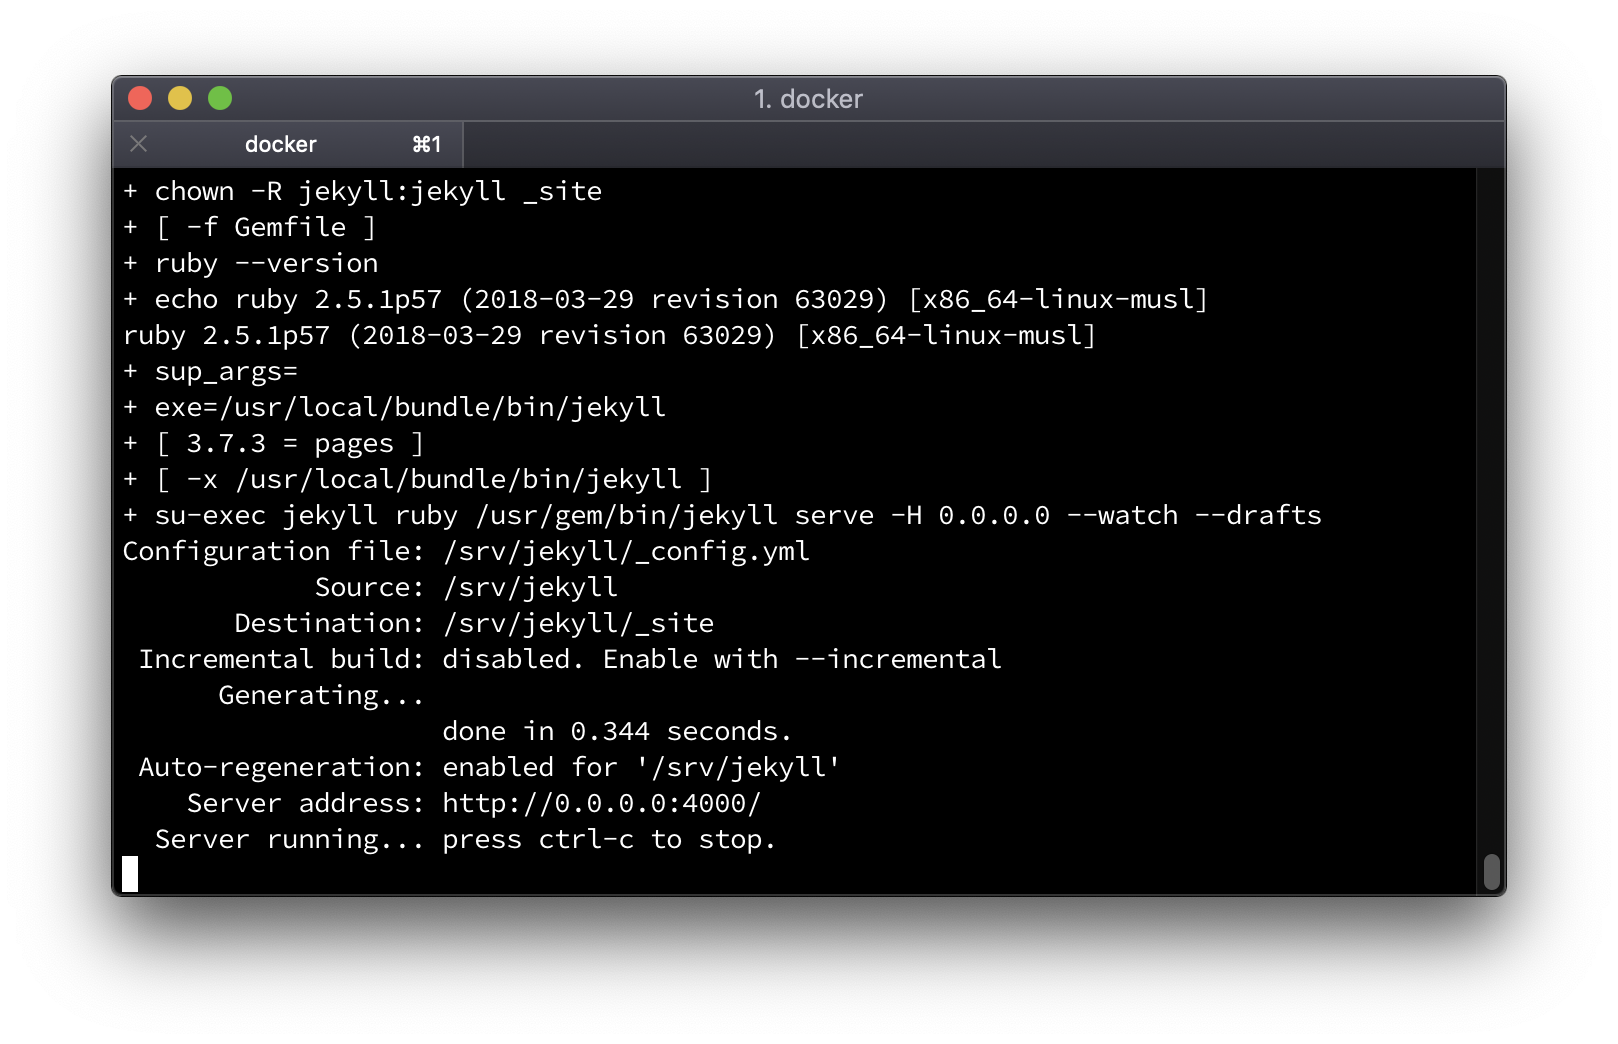 1. docker
docker ⌘1
+ chown -R jekyll:jekyll _site
+ [ -f Gemfile ]
+ ruby --version
+ echo ruby 2.5.1p57 (2018-03-29 revision 63029) [x86_64-linux-musl]
ruby 2.5.1p57 (2018-03-29 revision 63029) [x86_64-linux-musl]
+ sup_args=
+ exe=/usr/local/bundle/bin/jekyll
+ [ 3.7.3 = pages ]
+ [ -x /usr/local/bundle/bin/jekyll ]
+ su-exec jekyll ruby /usr/gem/bin/jekyll serve -H 0.0.0.0 --watch --drafts
Configuration file: /srv/jekyll/_config.yml
Source: /srv/jekyll
Destination: /srv/jekyll/_site
Incremental build: disabled. Enable with --incremental
Generating...
done in 0.344 seconds.
Auto-regeneration: enabled for '/srv/jekyll'
Server address: http://0.0.0.0:4000/
Server running... press ctrl-c to stop.